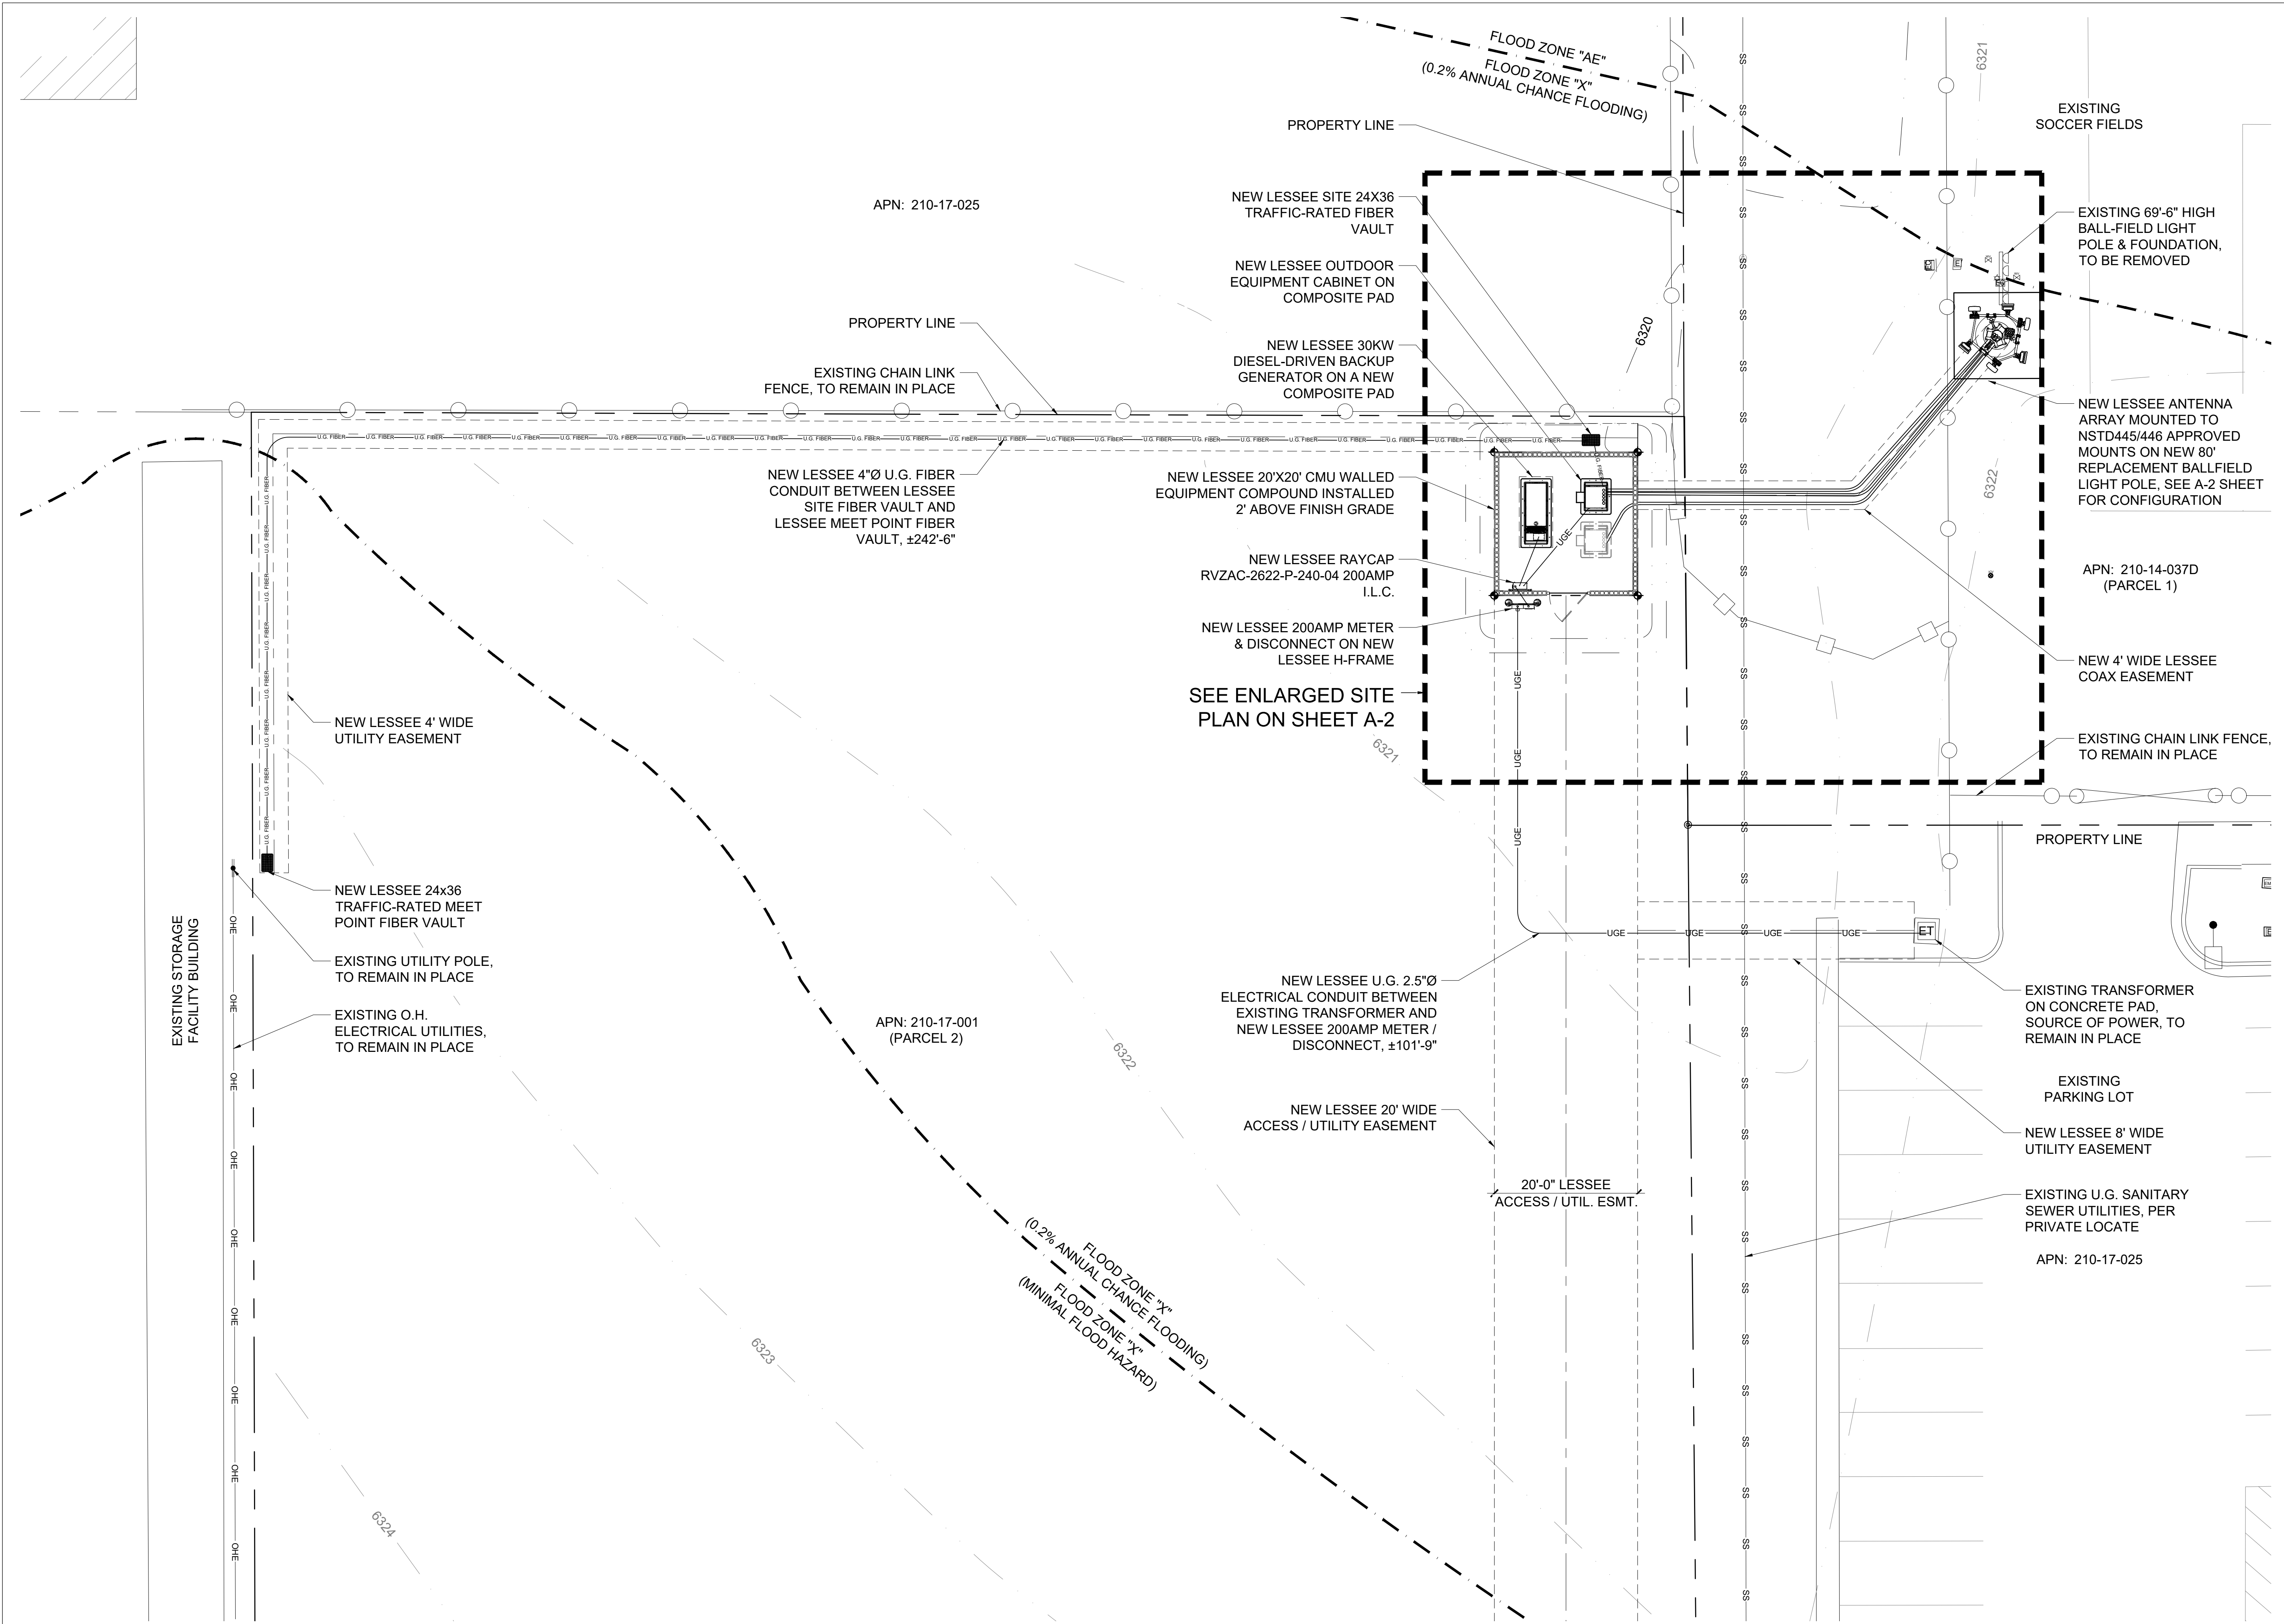 FLOOD ZONE "AE"
FLOOD ZONE "X"
(0.2% ANNUAL CHANCE FLOODING)
6321
EXISTING
SOCCER FIELDS
PROPERTY LINE
APN: 210-17-025
NEW LESSEE SITE 24X36
TRAFFIC-RATED FIBER
VAULT
NEW LESSEE OUTDOOR
EQUIPMENT CABINET ON
COMPOSITE PAD
NEW LESSEE 30KW
DIESEL-DRIVEN BACKUP
GENERATOR ON A NEW
COMPOSITE PAD
EXISTING 69'-6" HIGH
BALL-FIELD LIGHT
POLE & FOUNDATION,
TO BE REMOVED
6320
PROPERTY LINE
EXISTING CHAIN LINK
FENCE, TO REMAIN IN PLACE
NEW LESSEE ANTENNA
ARRAY MOUNTED TO
NSTD445/446 APPROVED
MOUNTS ON NEW 80'
REPLACEMENT BALLFIELD
LIGHT POLE, SEE A-2 SHEET
FOR CONFIGURATION
6322
U.G. FIBER
NEW LESSEE 4"Ø U.G. FIBER
CONDUIT BETWEEN LESSEE
SITE FIBER VAULT AND
LESSEE MEET POINT FIBER
VAULT, ±242'-6"
NEW LESSEE 20'X20' CMU WALLED
EQUIPMENT COMPOUND INSTALLED
2' ABOVE FINISH GRADE
UGE
NEW LESSEE RAYCAP
RVZAC-2622-P-240-04 200AMP
I.L.C.
APN: 210-14-037D
(PARCEL 1)
NEW LESSEE 200AMP METER
& DISCONNECT ON NEW
LESSEE H-FRAME
SEE ENLARGED SITE
PLAN ON SHEET A-2
NEW 4' WIDE LESSEE
COAX EASEMENT
6321
NEW LESSEE 4' WIDE
UTILITY EASEMENT
EXISTING CHAIN LINK FENCE,
TO REMAIN IN PLACE
UGE
SS
PROPERTY LINE
NEW LESSEE 24x36
TRAFFIC-RATED MEET
POINT FIBER VAULT
EXISTING STORAGE
FACILITY BUILDING
OHE
EXISTING UTILITY POLE,
TO REMAIN IN PLACE
EXISTING O.H.
ELECTRICAL UTILITIES,
TO REMAIN IN PLACE
UGE UGE UGE UGE
ET
NEW LESSEE U.G. 2.5"Ø
ELECTRICAL CONDUIT BETWEEN
EXISTING TRANSFORMER AND
NEW LESSEE 200AMP METER /
DISCONNECT, ±101'-9"
EXISTING TRANSFORMER
ON CONCRETE PAD,
SOURCE OF POWER, TO
REMAIN IN PLACE
APN: 210-17-001
(PARCEL 2)
6322
EXISTING
PARKING LOT
NEW LESSEE 20' WIDE
ACCESS / UTILITY EASEMENT
NEW LESSEE 8' WIDE
UTILITY EASEMENT
20'-0" LESSEE
ACCESS / UTIL. ESMT.
EXISTING U.G. SANITARY
SEWER UTILITIES, PER
PRIVATE LOCATE
APN: 210-17-025
FLOOD ZONE "X"
(0.2% ANNUAL CHANCE FLOODING)
FLOOD ZONE "X"
(MINIMAL FLOOD HAZARD)
6323
6324